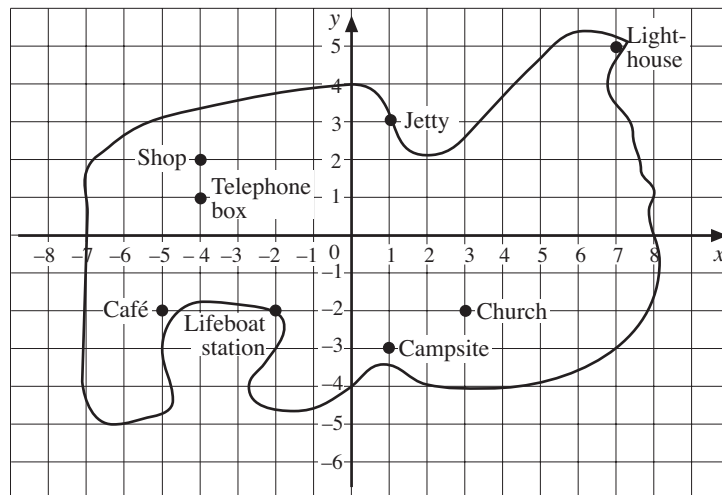 y
5
Light-
house
4
3
Jetty
Shop
2
Telephone
box
1
–8 –7 –6 –5 –4 –3 –2 –1 0 1 2 3 4 5 6 7 8 x
–1
Café
–2
Church
Lifeboat
station
–3
Campsite
–4
–5
–6